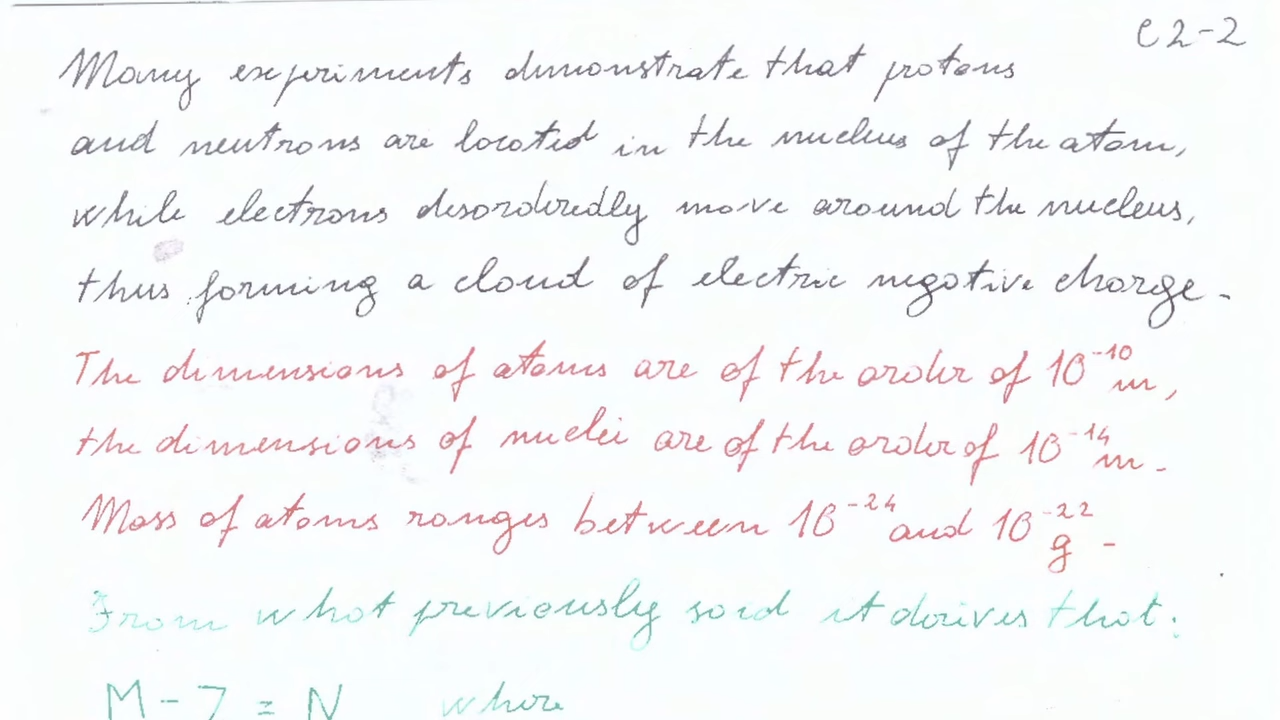 C2-2
Many experiments demonstrate that protons
and neutrons are located in the nucleus of the atom,
while electrons disorderedly move around the nucleus,
thus forming a cloud of electric negative charge.
The dimensions of atoms are of the order of 10⁻¹⁰ m,
the dimensions of nuclei are of the order of 10⁻¹⁴ m.
Mass of atoms ranges between 10⁻²⁴ and 10⁻²² g.
From what previously said it derives that:
M - Z = N where